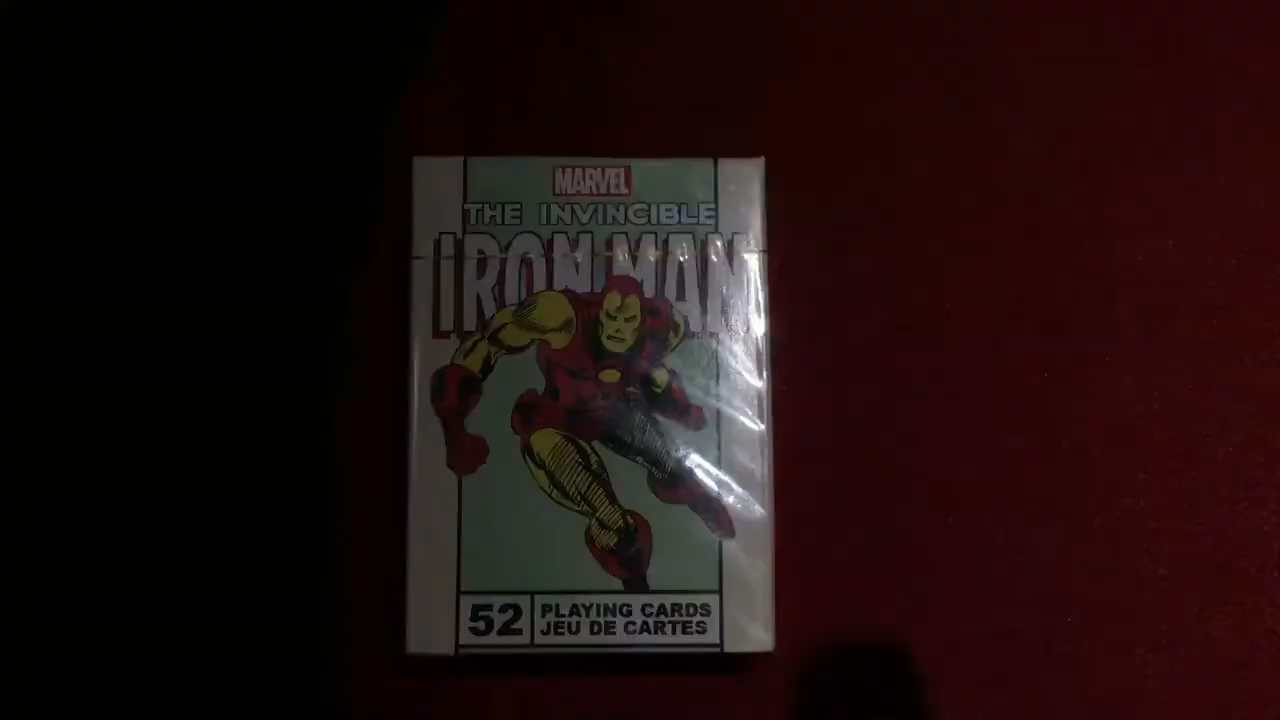 MARVEL
THE INVINCIBLE
IRON MAN
52
PLAYING CARDS
JEU DE CARTES